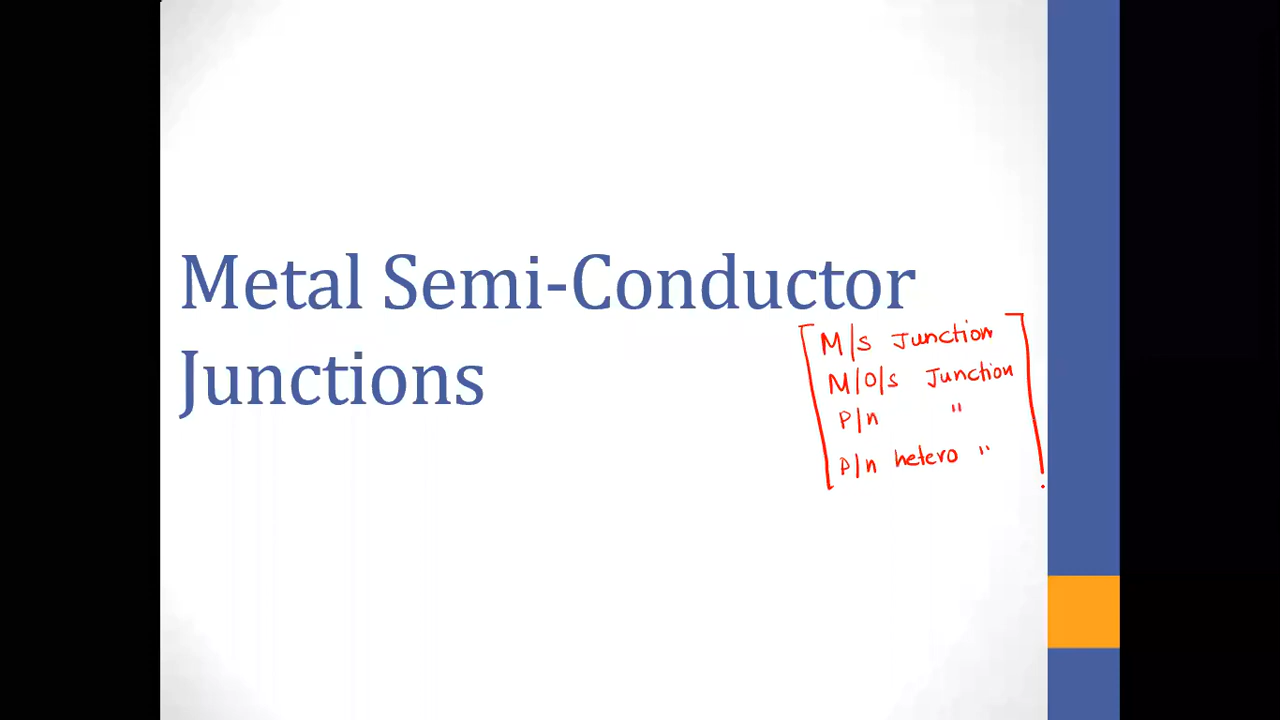 Metal Semi-Conductor
Junctions
M/s Junction
M/O/s Junction
P/n "
P/n hetero "